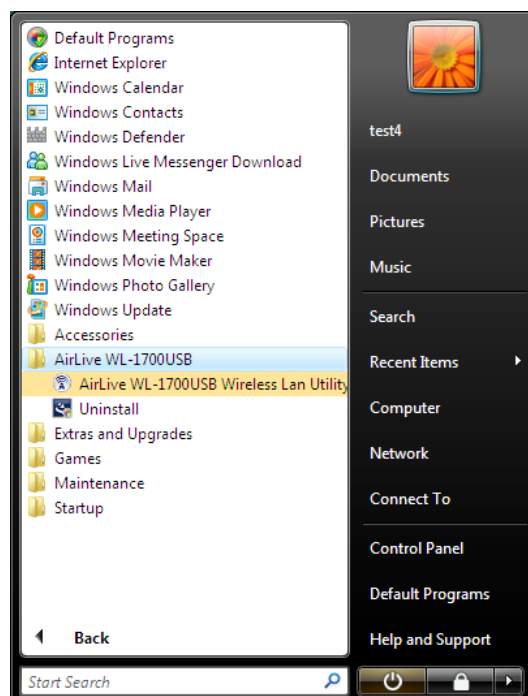 Default Programs
Internet Explorer
Windows Calendar
Windows Contacts
Windows Defender
Windows Live Messenger Download
Windows Mail
Windows Media Player
Windows Meeting Space
Windows Movie Maker
Windows Photo Gallery
Windows Update
Accessories
AirLive WL-1700USB
AirLive WL-1700USB Wireless Lan Utility
Uninstall
Extras and Upgrades
Games
Maintenance
Startup
Back
Start Search
test4
Documents
Pictures
Music
Search
Recent Items
Computer
Network
Connect To
Control Panel
Default Programs
Help and Support